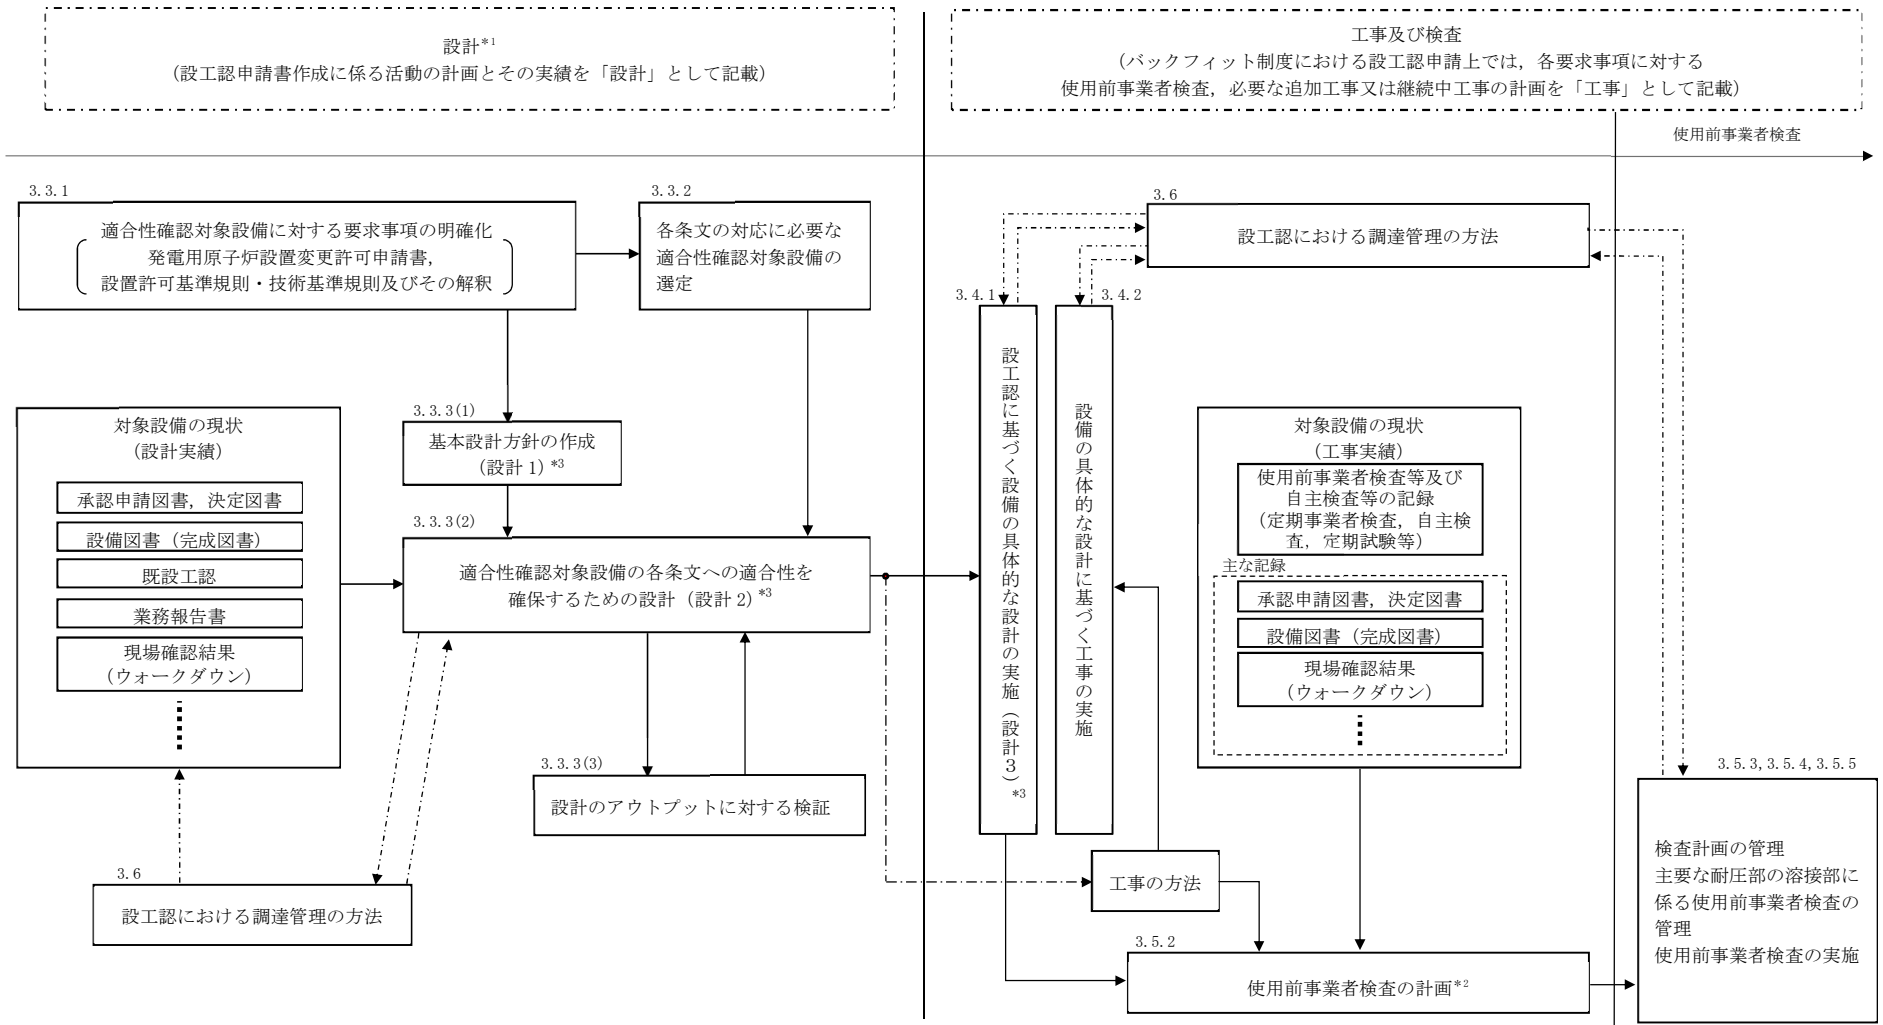 設計*1
(設工認申請書作成に係る活動の計画とその実績を「設計」として記載)
工事及び検査
(バックフィット制度における設工認申請上では，各要求事項に対する
使用前事業者検査，必要な追加工事又は継続中工事の計画を「工事」として記載)
使用前事業者検査
3.3.1
適合性確認対象設備に対する要求事項の明確化
発電用原子炉設置変更許可申請書，
設置許可基準規則・技術基準規則及びその解釈
3.3.2
各条文の対応に必要な
適合性確認対象設備の
選定
対象設備の現状
(設計実績)
承認申請図書，決定図書
設備図書（完成図書）
既設工認
業務報告書
現場確認結果
(ウォークダウン)
3.3.3(1)
基本設計方針の作成
(設計 1) *3
3.3.3(2)
適合性確認対象設備の各条文への適合性を
確保するための設計（設計 2）*3
3.3.3(3)
設計のアウトプットに対する検証
3.6
設工認における調達管理の方法
3.6
設工認における調達管理の方法
3.4.1
設工認に基づく設備の具体的な設計の実施（設計３）
*3
3.4.2
設備の具体的な設計に基づく工事の実施
対象設備の現状
(工事実績)
使用前事業者検査等及び
自主検査等の記録
(定期事業者検査，自主検
査，定期試験等)
主な記録
承認申請図書，決定図書
設備図書（完成図書）
現場確認結果
(ウォークダウン)
工事の方法
3.5.2
使用前事業者検査の計画*2
3.5.3,3.5.4,3.5.5
検査計画の管理
主要な耐圧部の溶接部に
係る使用前事業者検査の
管理
使用前事業者検査の実施